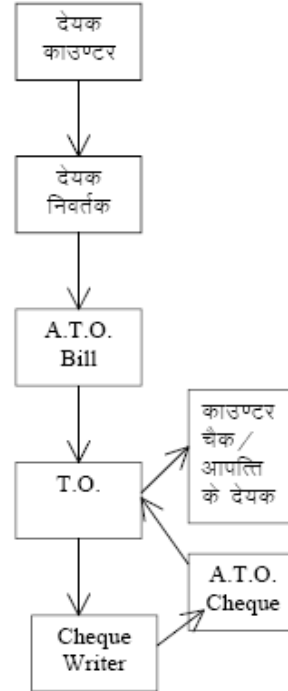 देयक
काउण्टर
देयक
निवर्तक
A.T.O.
Bill
T.O.
काउण्टर
चैक /
आपत्ति
के देयक
A.T.O.
Cheque
Cheque
Writer